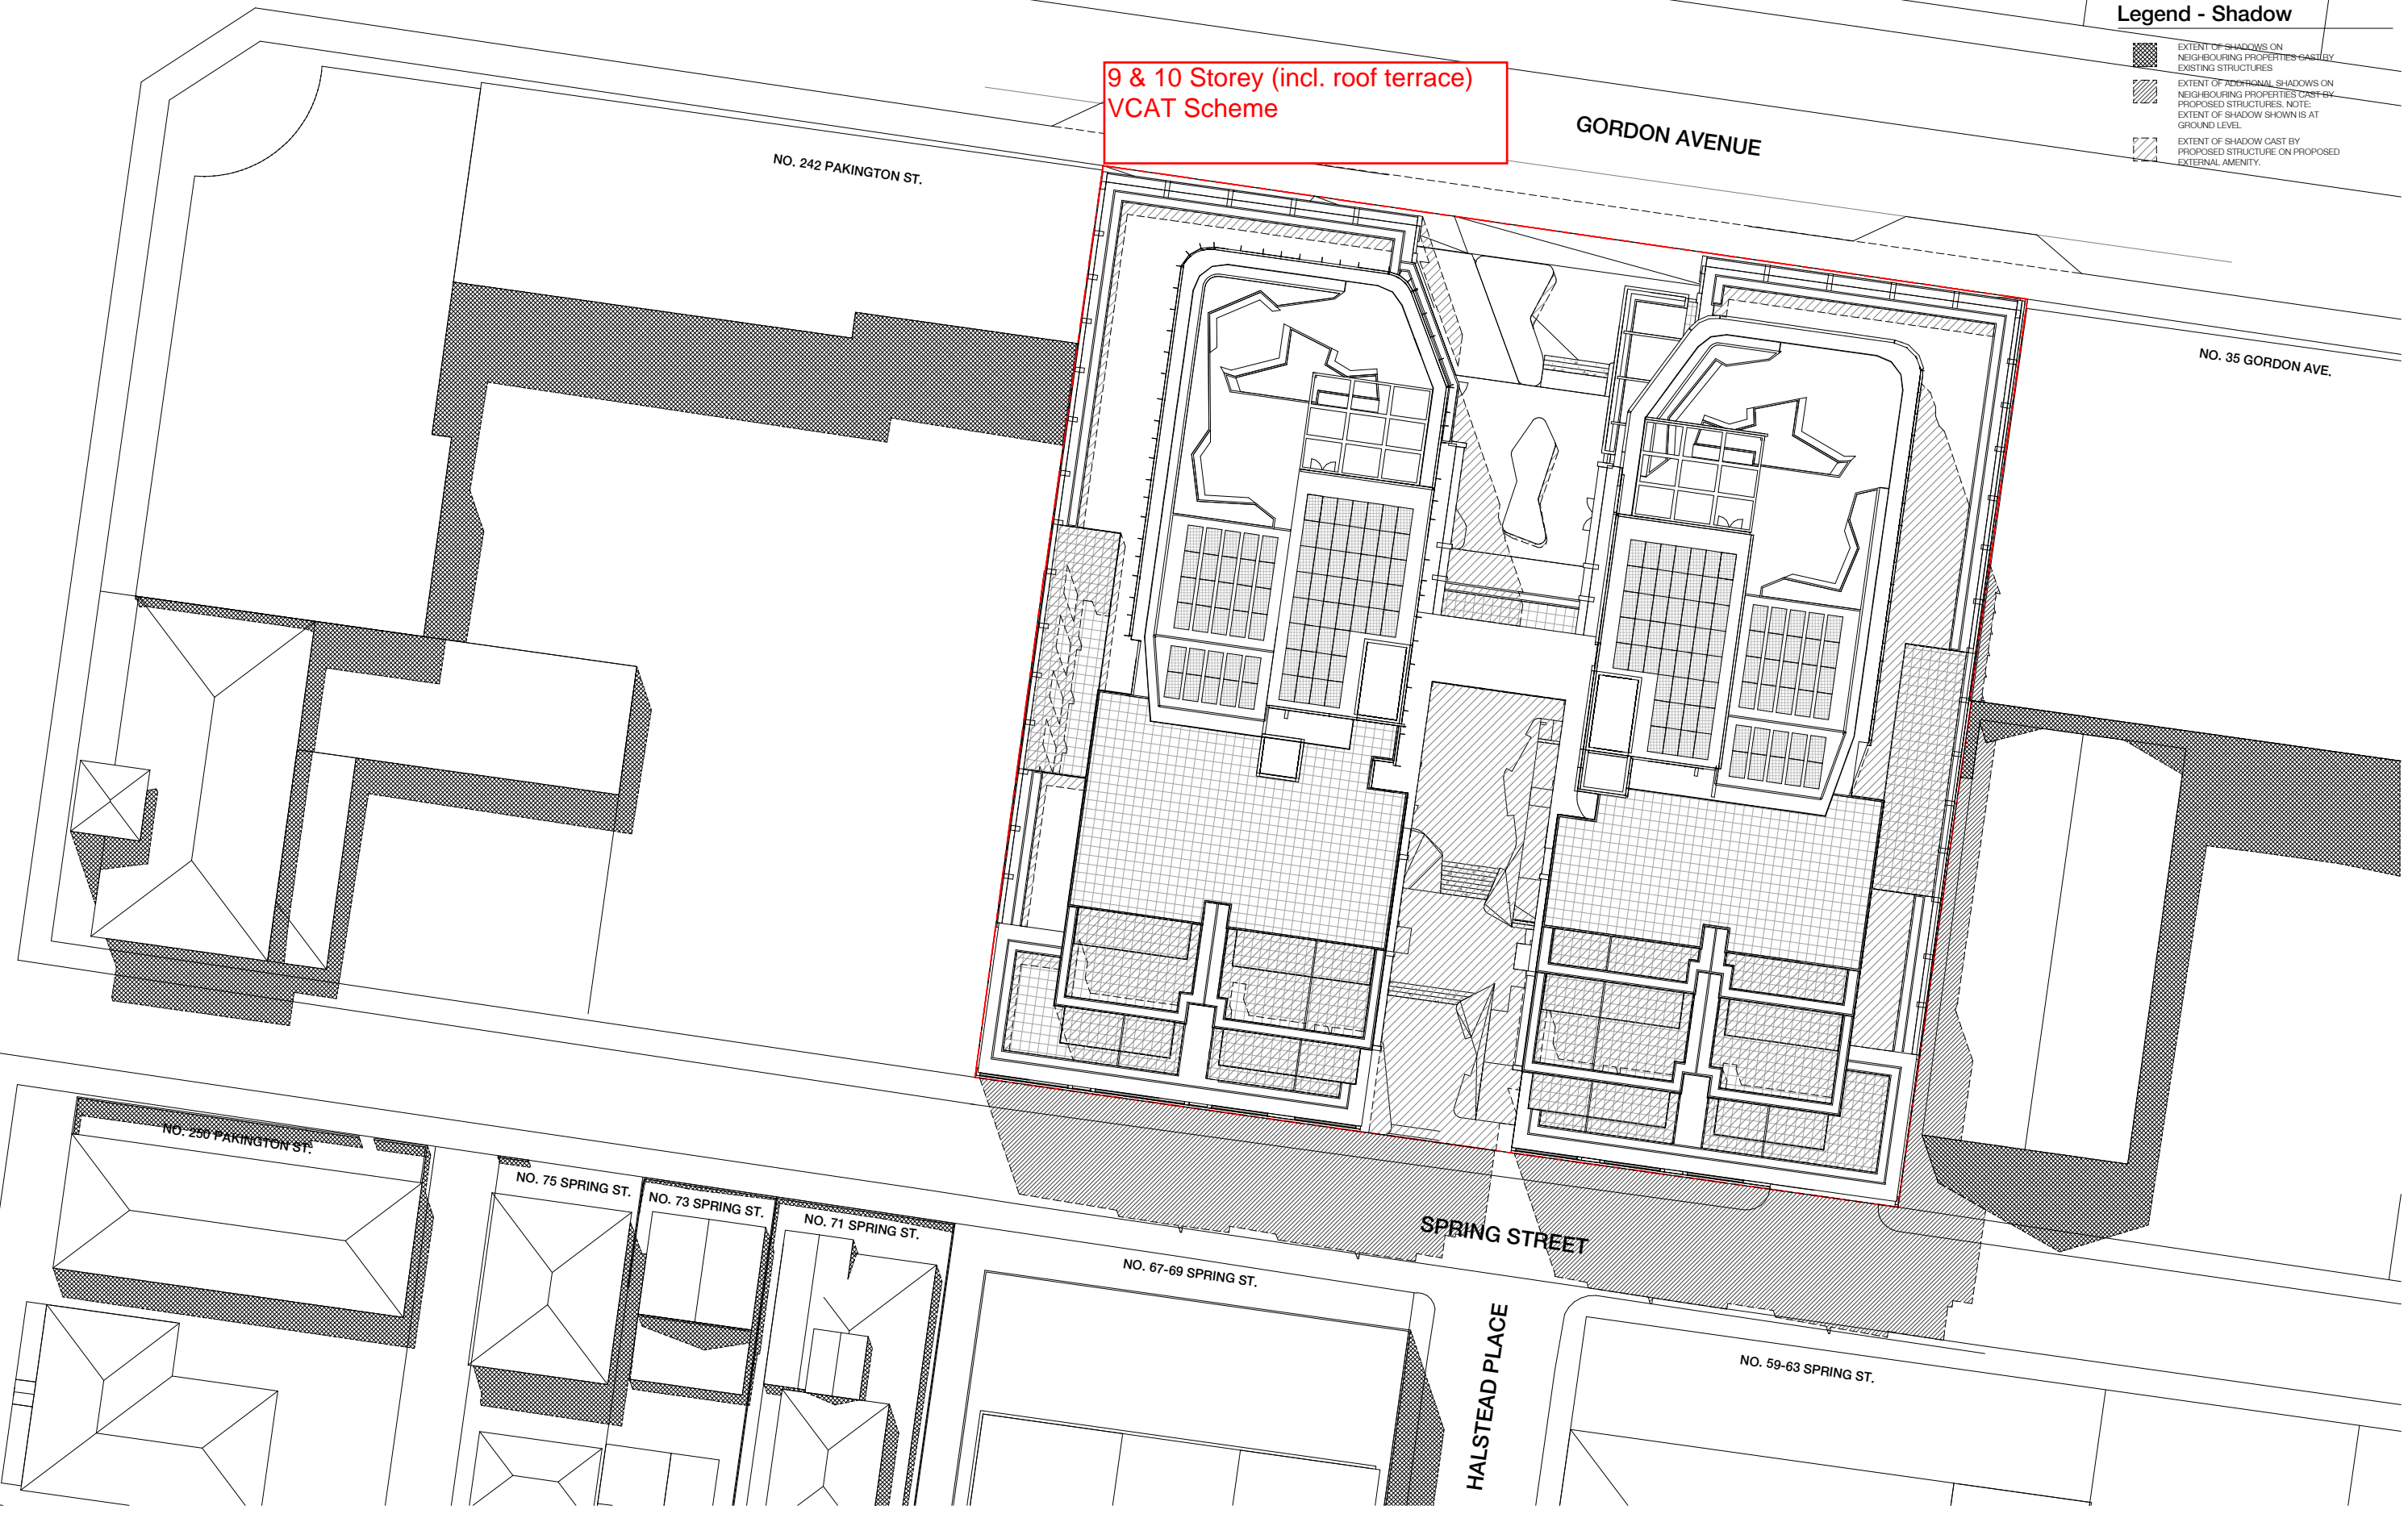 Legend - Shadow
EXTENT OF SHADOWS ON
NEIGHBOURING PROPERTIES CAST BY
EXISTING STRUCTURES
EXTENT OF ADDITIONAL SHADOWS ON
NEIGHBOURING PROPERTIES CAST BY
PROPOSED STRUCTURES. NOTE:
EXTENT OF SHADOW SHOWN IS AT
GROUND LEVEL
EXTENT OF SHADOW CAST BY
PROPOSED STRUCTURE ON PROPOSED
EXTERNAL AMENITY.
9 & 10 Storey (incl. roof terrace)
VCAT Scheme
GORDON AVENUE
NO. 242 PAKINGTON ST.
NO. 35 GORDON AVE.
NO. 250 PAKINGTON ST.
NO. 75 SPRING ST.
NO. 73 SPRING ST.
NO. 71 SPRING ST.
SPRING STREET
NO. 67-69 SPRING ST.
HALSTEAD PLACE
NO. 59-63 SPRING ST.